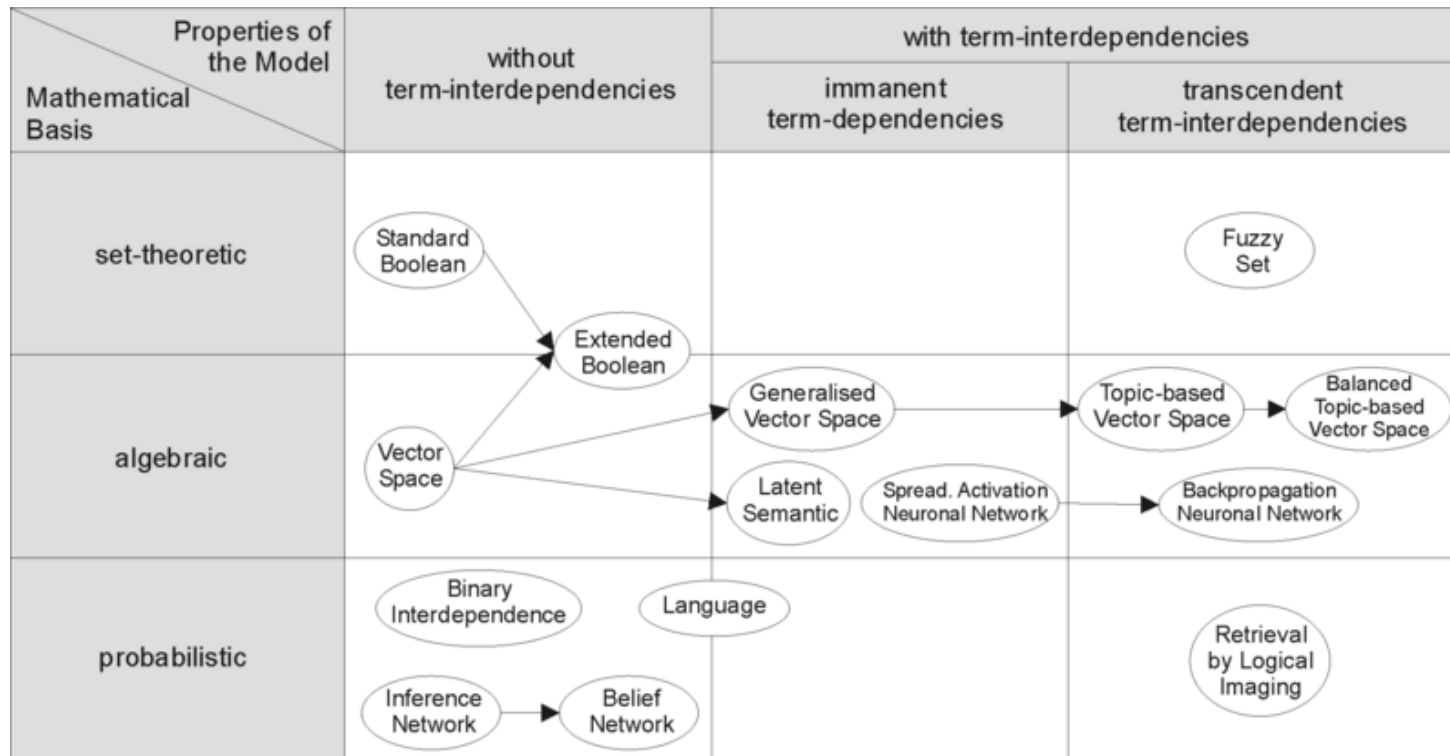 Properties of
the Model
Mathematical
Basis
without
term-interdependencies
with term-interdependencies
immanent
term-dependencies
transcendent
term-interdependencies
set-theoretic
Standard
Boolean
Fuzzy
Set
Extended
Boolean
algebraic
Vector
Space
Generalised
Vector Space
Topic-based
Vector Space
Balanced
Topic-based
Vector Space
Latent
Semantic
Spread. Activation
Neuronal Network
Backpropagation
Neuronal Network
probabilistic
Binary
Interdependence
Language
Retrieval
by Logical
Imaging
Inference
Network
Belief
Network